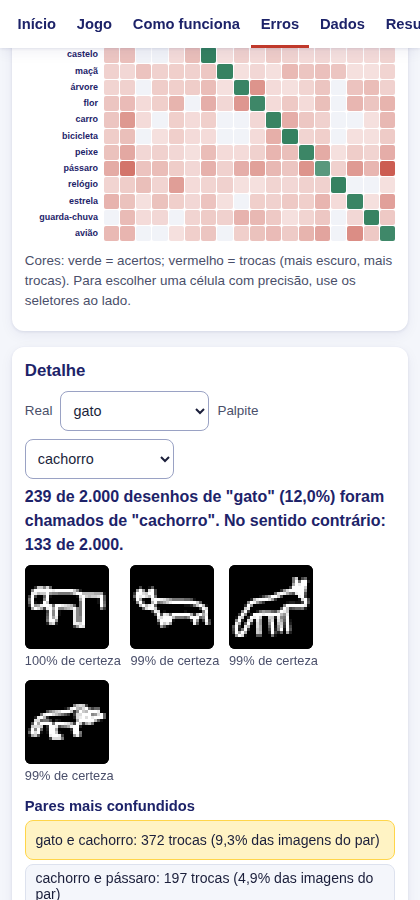 Início Jogo Como funciona Erros Dados Resu
castelo
maçã
árvore
flor
carro
bicicleta
peixe
pássaro
relógio
estrela
guarda-chuva
avião
Cores: verde = acertos; vermelho = trocas (mais escuro, mais
trocas). Para escolher uma célula com precisão, use os
seletores ao lado.
Detalhe
Real gato Palpite
cachorro
239 de 2.000 desenhos de "gato" (12,0%) foram
chamados de "cachorro". No sentido contrário:
133 de 2.000.
100% de certeza 99% de certeza 99% de certeza
99% de certeza
Pares mais confundidos
gato e cachorro: 372 trocas (9,3% das imagens do par)
cachorro e pássaro: 197 trocas (4,9% das imagens do
par)